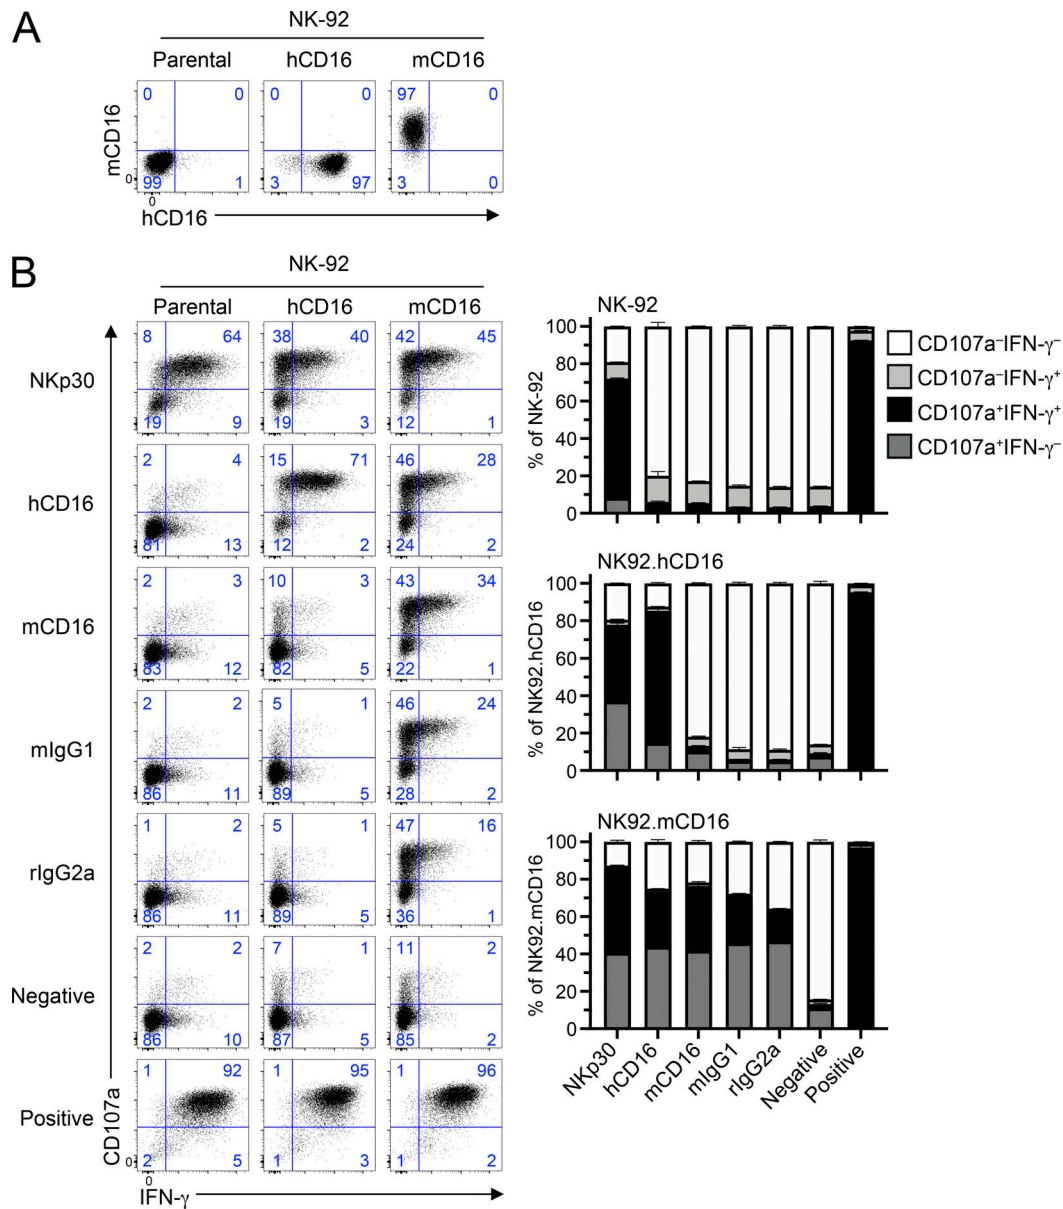 A
NK-92
Parental hCD16 mCD16
0 0 0 0 97 0
99 1 3 97 3 0
mCD16
0
0
hCD16
B
NK-92
Parental hCD16 mCD16
NKp30
8 64 38 40 42 45
19 9 19 3 12 1
hCD16
2 4 15 71 46 28
81 13 12 2 24 2
mCD16
2 3 10 3 43 34
83 12 82 5 22 1
mIgG1
2 2 5 1 46 24
86 11 89 5 28 2
rIgG2a
1 2 5 1 47 16
86 11 89 5 36 1
Negative
2 2 7 1 11 2
86 10 87 5 85 2
Positive
1 92 1 95 1 96
2 5 1 3 1 2
CD107a
0
0
IFN-γ
NK-92
% of NK-92
100
80
60
40
20
0
CD107a⁻IFN-γ⁻
CD107a⁻IFN-γ⁺
CD107a⁺IFN-γ⁺
CD107a⁺IFN-γ⁻
NK92.hCD16
% of NK92.hCD16
100
80
60
40
20
0
NK92.mCD16
% of NK92.mCD16
100
80
60
40
20
0
NKp30
hCD16
mCD16
mIgG1
rIgG2a
Negative
Positive